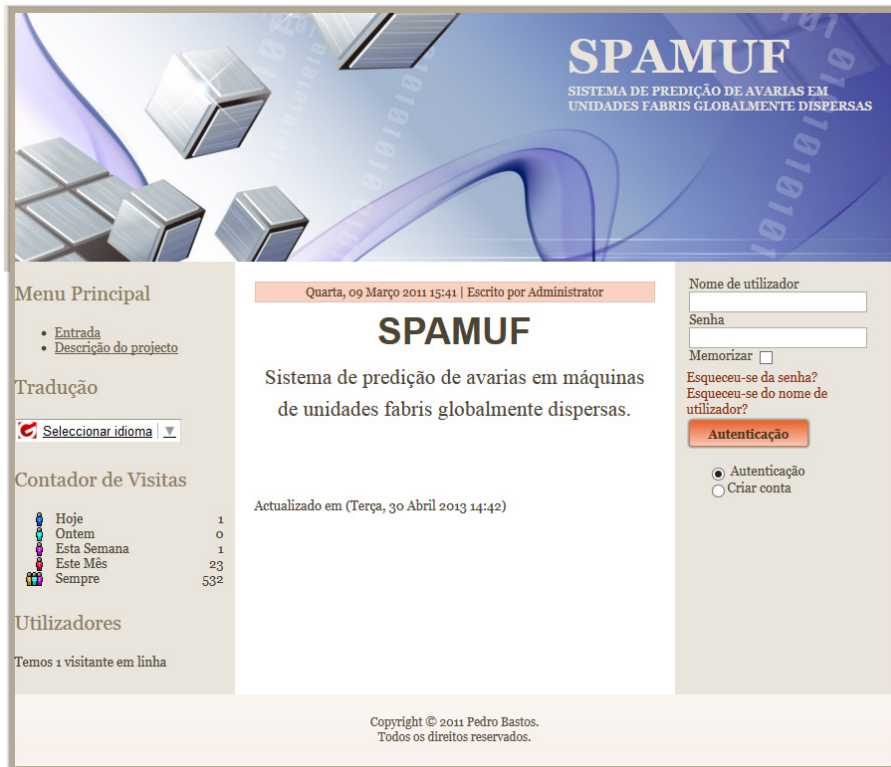 SPAMUF
SISTEMA DE PREDIÇÃO DE AVARIAS EM
UNIDADES FABRIS GLOBALMENTE DISPERSAS
Menu Principal
Entrada
Descrição do projecto
Tradução
Seleccionar idioma
Contador de Visitas
Hoje 1
Ontem 0
Esta Semana 1
Este Mês 23
Sempre 532
Utilizadores
Temos 1 visitante em linha
Quarta, 09 Março 2011 15:41 | Escrito por Administrator
SPAMUF
Sistema de predição de avarias em máquinas
de unidades fabris globalmente dispersas.
Actualizado em (Terça, 30 Abril 2013 14:42)
Nome de utilizador
Senha
Memorizar
Esqueceu-se da senha?
Esqueceu-se do nome de
utilizador?
Autenticação
Autenticação
Criar conta
Copyright © 2011 Pedro Bastos.
Todos os direitos reservados.